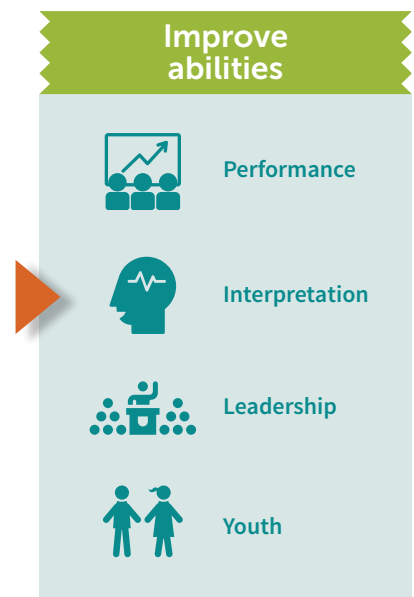 Improve
abilities
Performance
Interpretation
Leadership
Youth